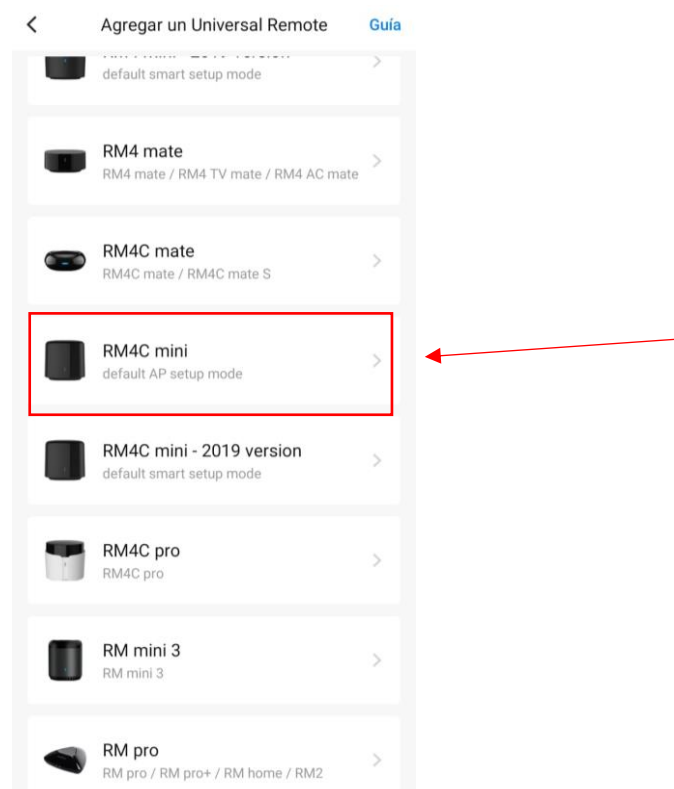 Agregar un Universal Remote Guía
default smart setup mode
RM4 mate
RM4 mate / RM4 TV mate / RM4 AC mate
RM4C mate
RM4C mate / RM4C mate S
RM4C mini
default AP setup mode
RM4C mini - 2019 version
default smart setup mode
RM4C pro
RM4C pro
RM mini 3
RM mini 3
RM pro
RM pro / RM pro+ / RM home / RM2